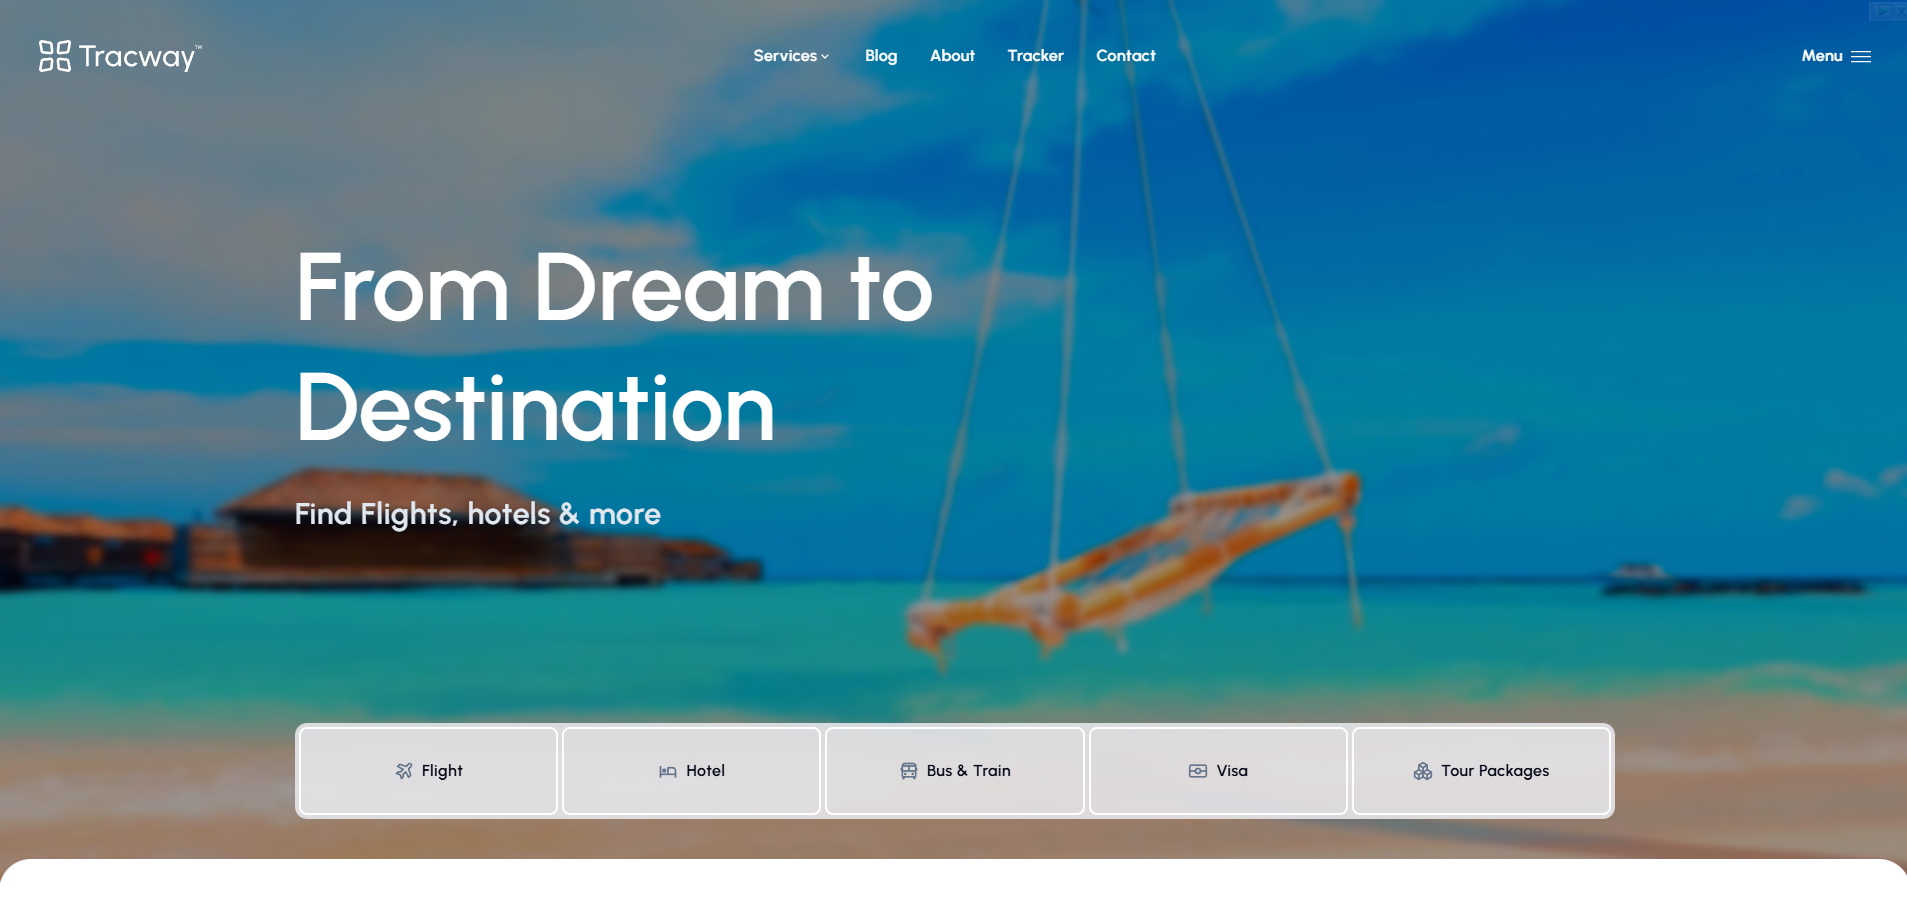 Tracway™
Services
Blog
About
Tracker
Contact
Menu
From Dream to
Destination
Find Flights, hotels & more
Flight
Hotel
Bus & Train
Visa
Tour Packages